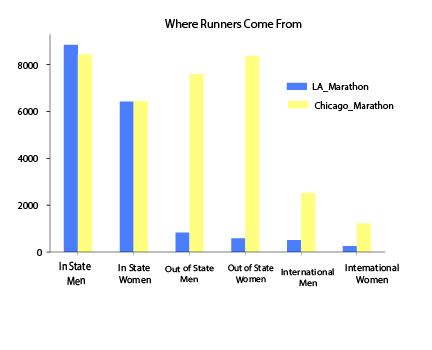 Where Runners Come From
8000
6000
4000
2000
0
LA_Marathon
Chicago_Marathon
In State
Men
In State
Women
Out of State
Men
Out of State
Women
International
Men
International
Women